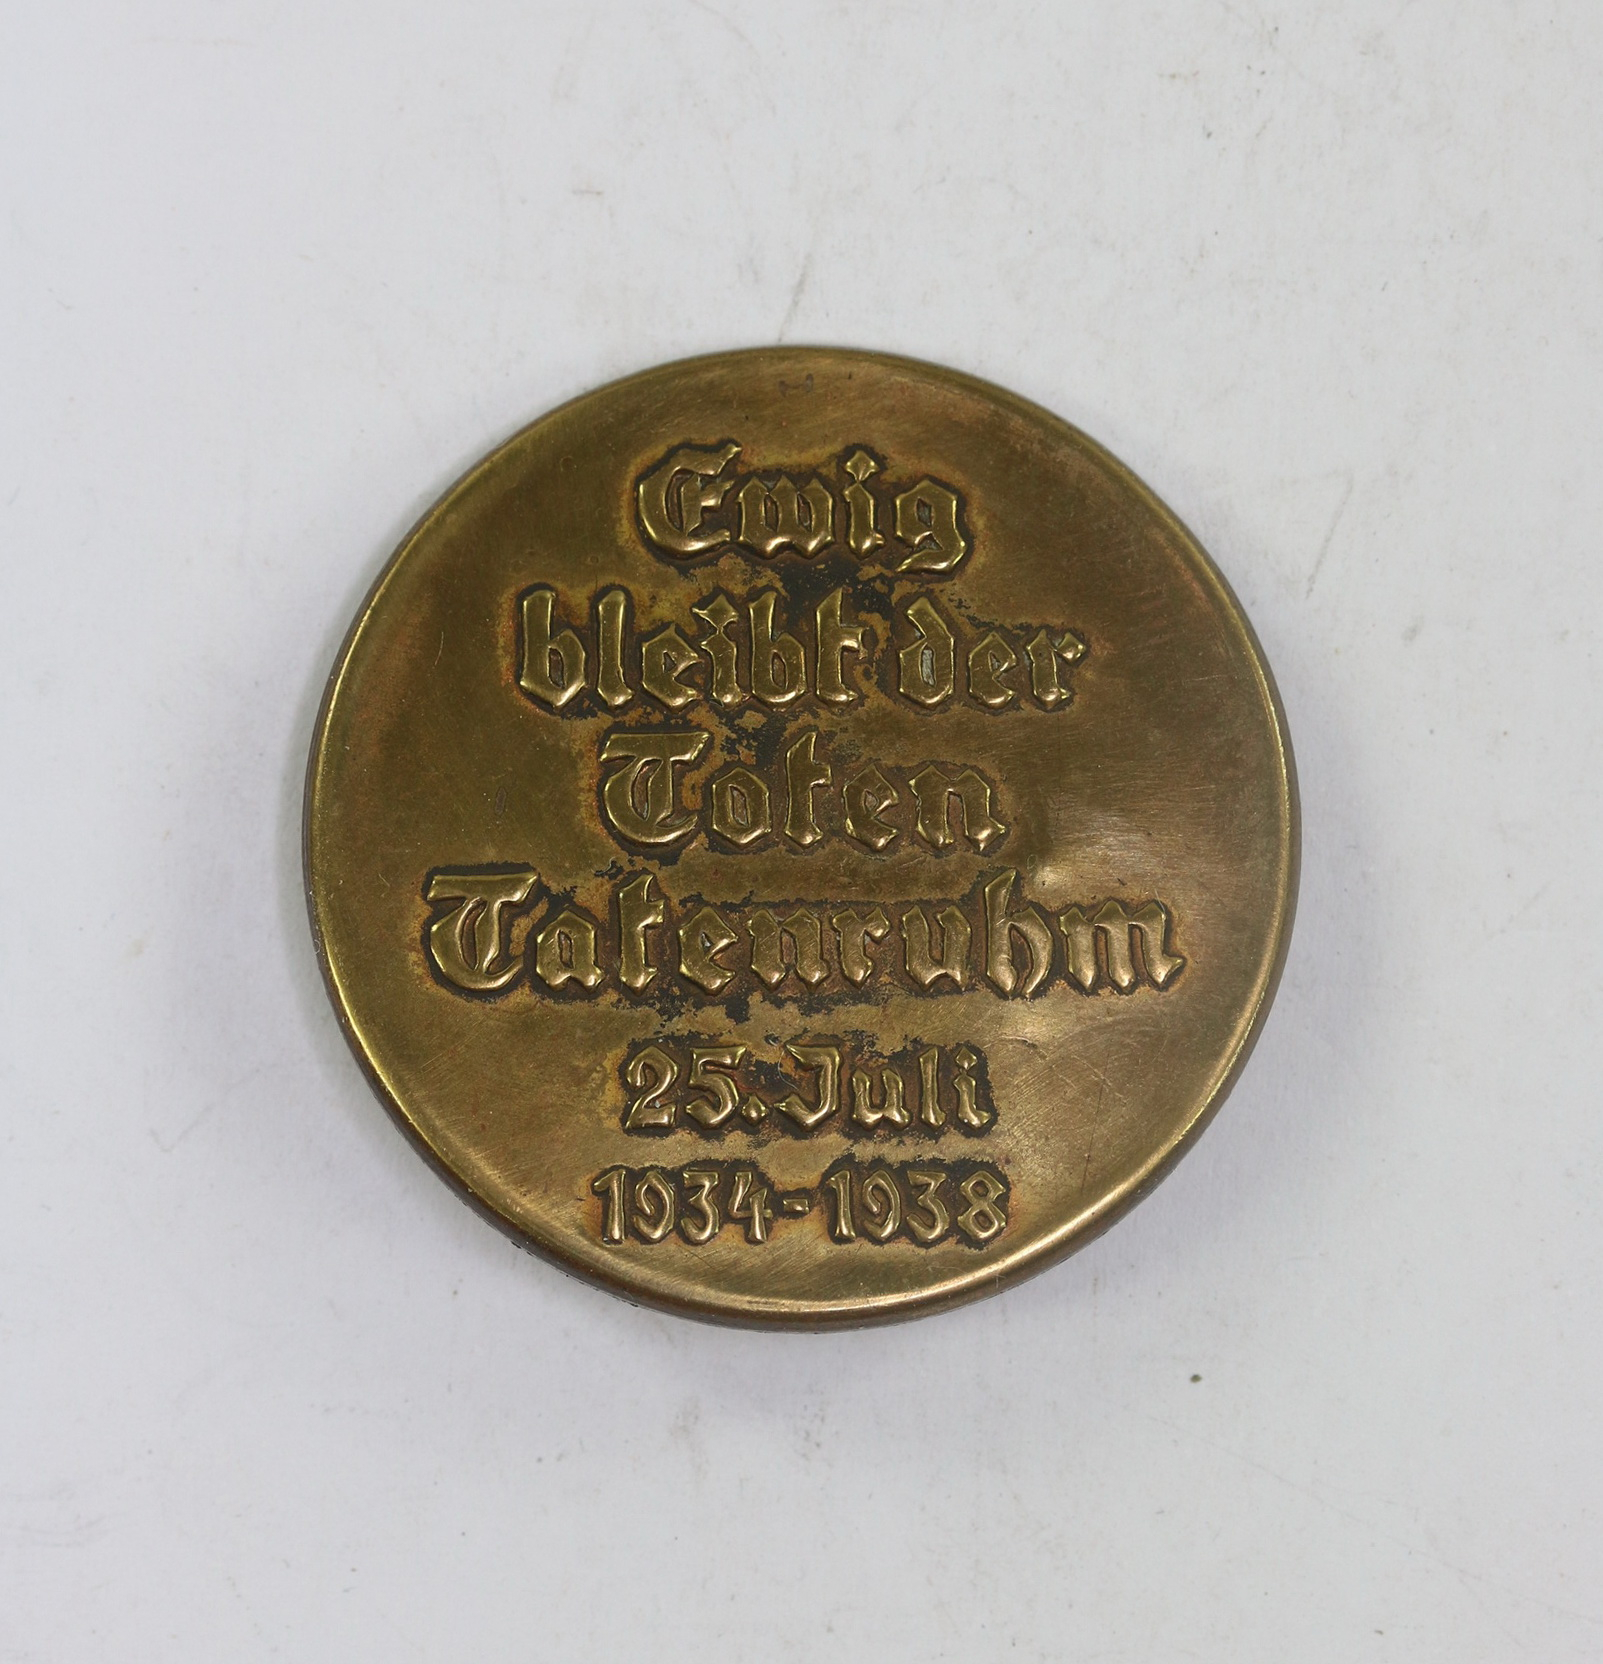 Ewig
bleibt der
Toten
Tatenruhm
25. Juli
1934-1938